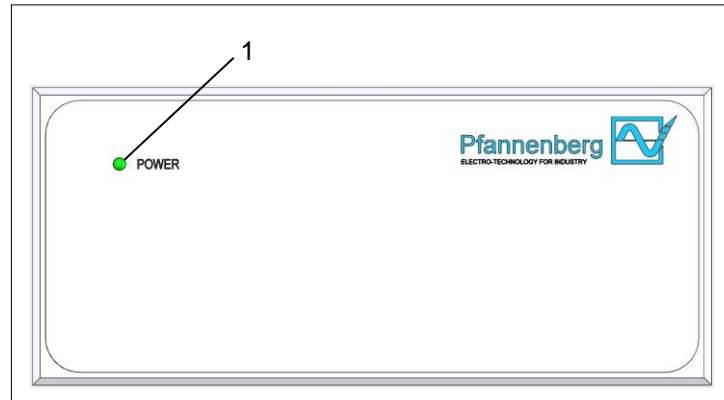 1
POWER
Pfannenberg
ELECTRO-TECHNOLOGY FOR INDUSTRY